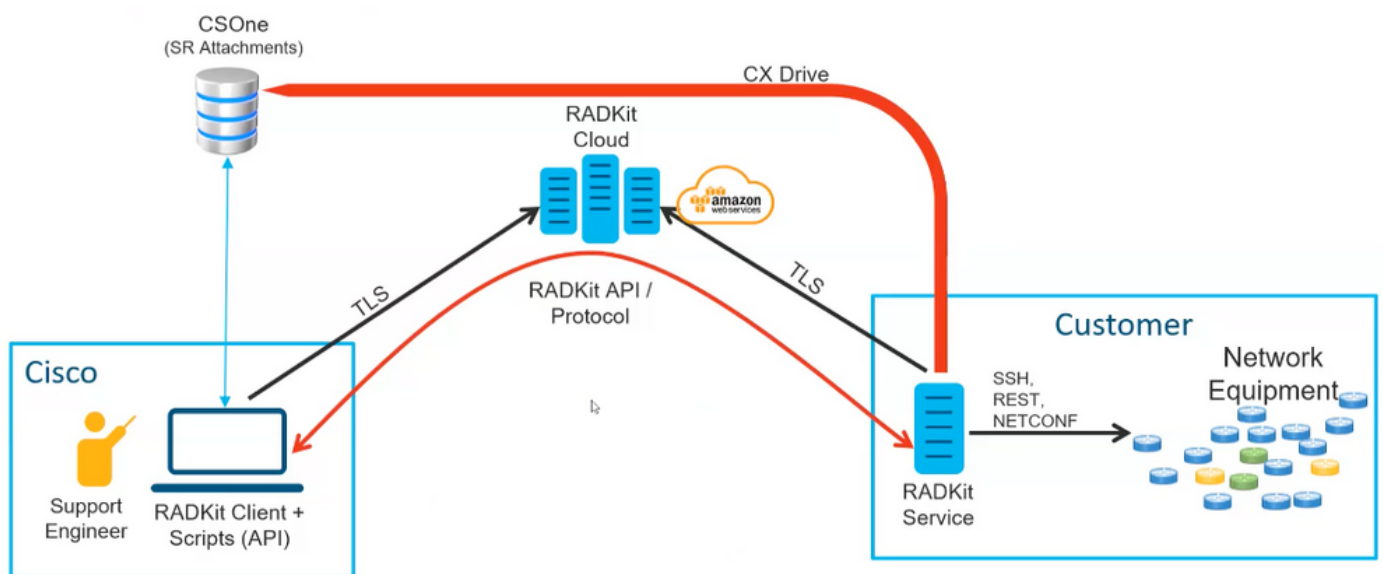 CSOne
(SR Attachments)
CX Drive
RADKit
Cloud
amazon
webservices
TLS
TLS
RADKit API /
Protocol
Cisco
Support
Engineer
RADKit Client +
Scripts (API)
Customer
Network
Equipment
SSH,
REST,
NETCONF
RADKit
Service